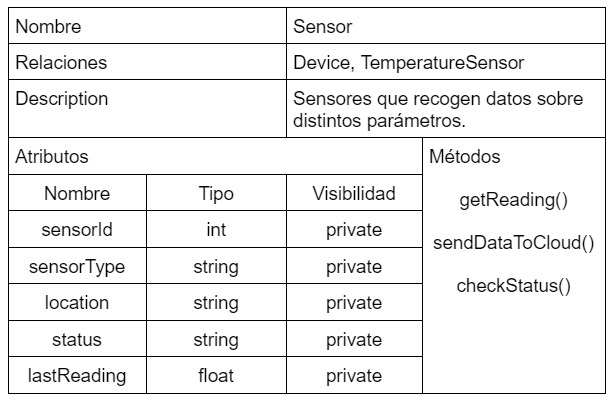 Nombre Sensor
Relaciones Device, TemperatureSensor
Description Sensores que recogen datos sobre
distintos parámetros.
Atributos
Nombre Tipo Visibilidad
sensorId int private
sensorType string private
location string private
status string private
lastReading float private
Métodos
getReading()
sendDataToCloud()
checkStatus()